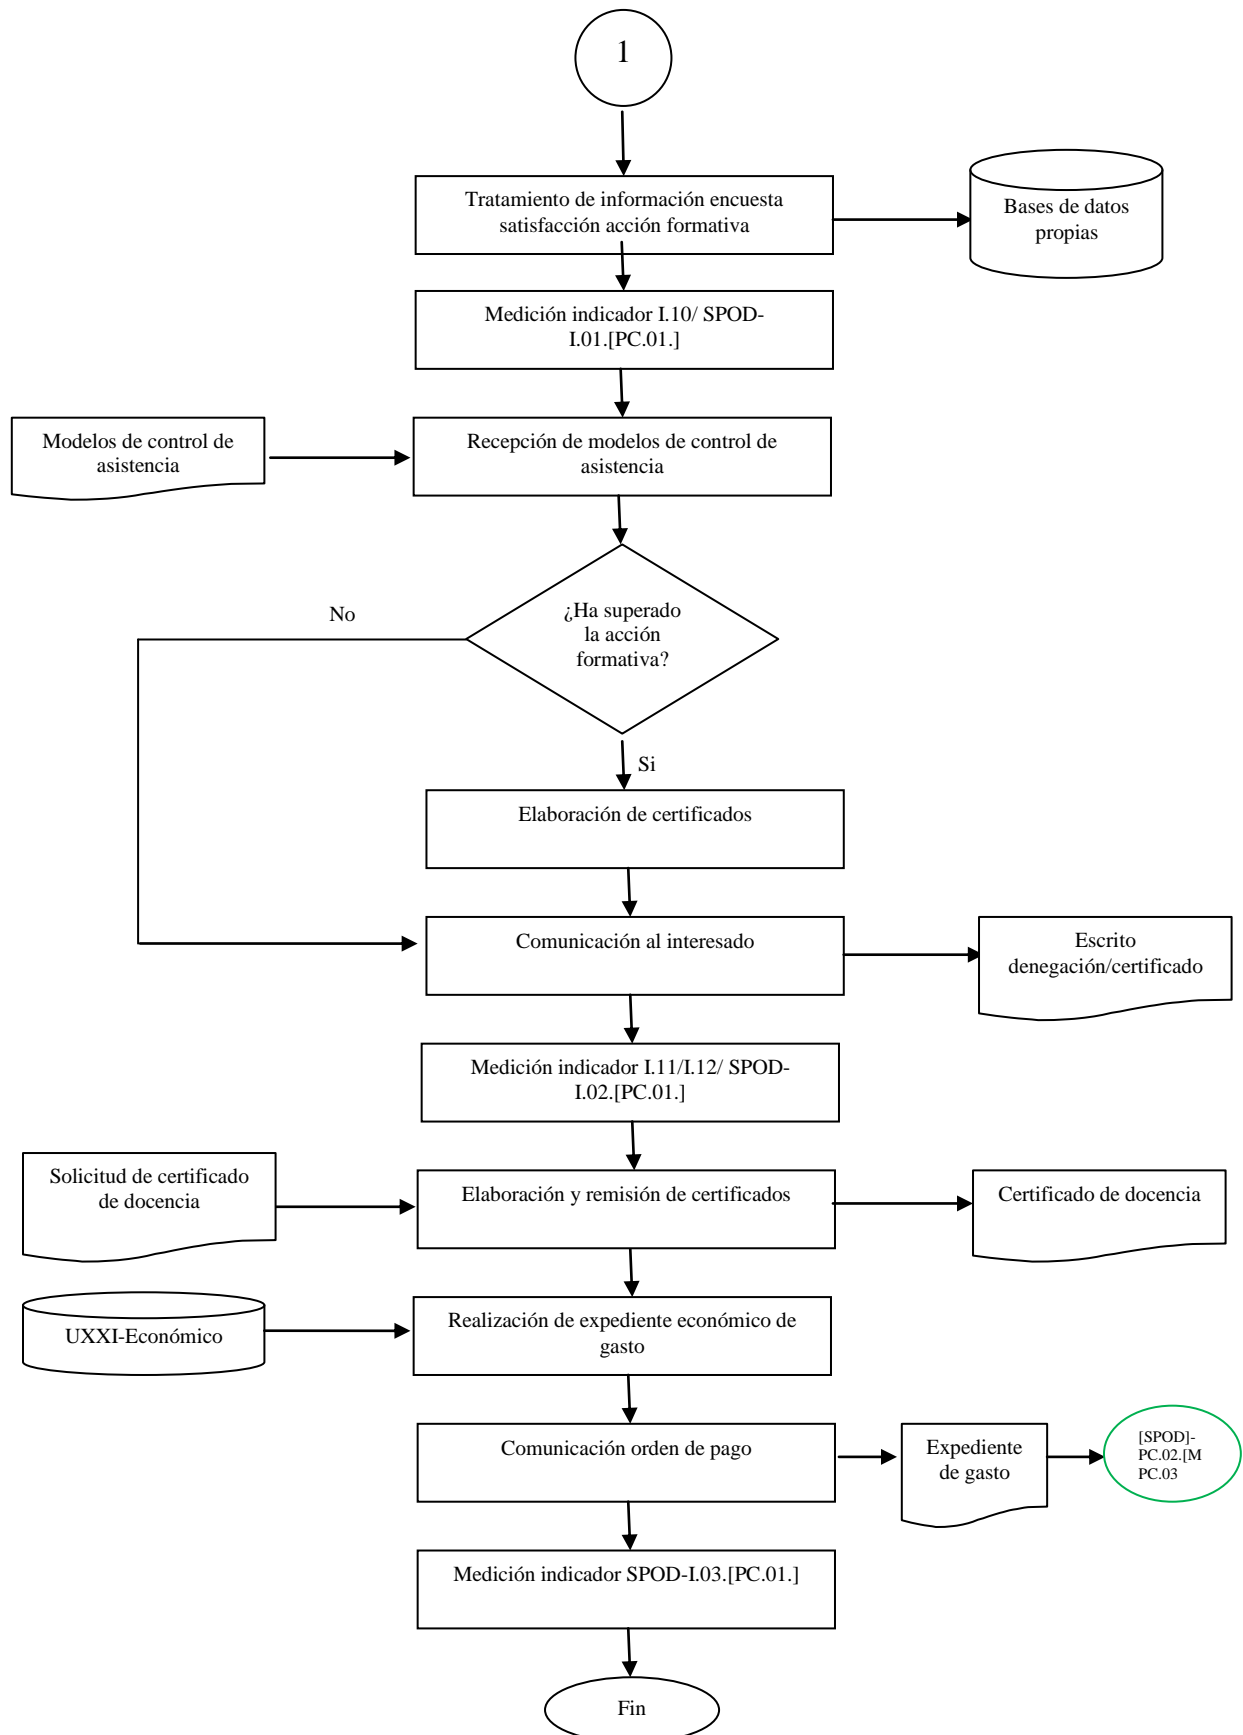 1
Tratamiento de información encuesta
satisfacción acción formativa
Bases de datos
propias
Medición indicador I.10/ SPOD-
I.01.[PC.01.]
Modelos de control de
asistencia
Recepción de modelos de control de
asistencia
¿Ha superado
la acción
formativa?
No
Si
Elaboración de certificados
Comunicación al interesado
Escrito
denegación/certificado
Medición indicador I.11/I.12/ SPOD-
I.02.[PC.01.]
Solicitud de certificado
de docencia
Elaboración y remisión de certificados
Certificado de docencia
UXXI-Económico
Realización de expediente económico de
gasto
Comunicación orden de pago
Expediente
de gasto
[SPOD]-
PC.02.[M
PC.03
Medición indicador SPOD-I.03.[PC.01.]
Fin